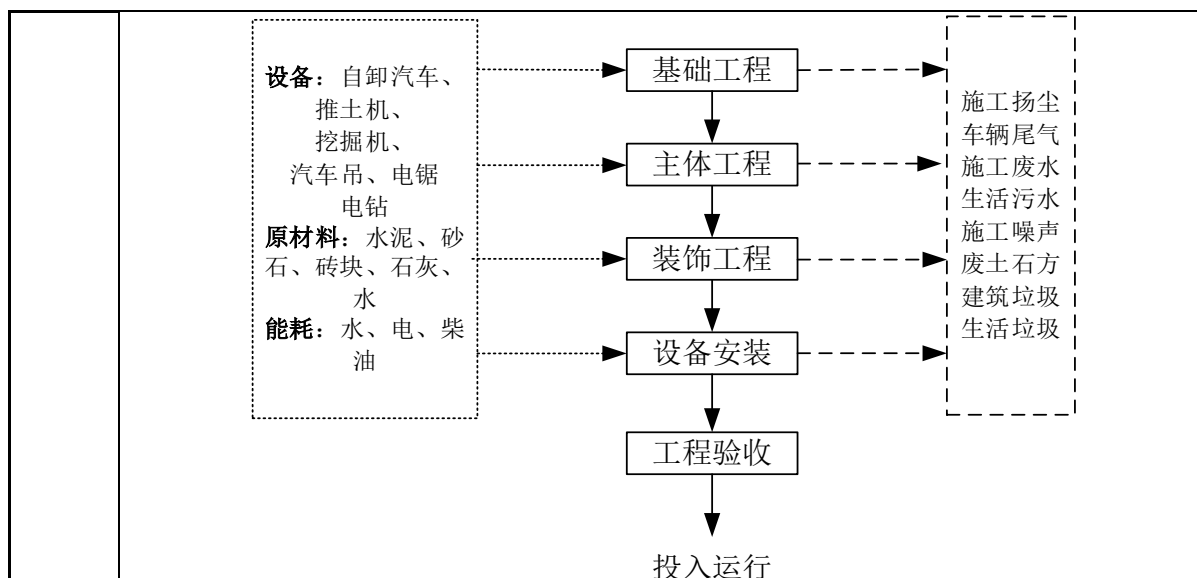 设备：自卸汽车、
推土机、
挖掘机、
汽车吊、电锯
电钻
原材料：水泥、砂
石、砖块、石灰、
水
能耗：水、电、柴
油
基础工程
主体工程
装饰工程
设备安装
工程验收
投入运行
施工扬尘
车辆尾气
施工废水
生活污水
施工噪声
废土石方
建筑垃圾
生活垃圾